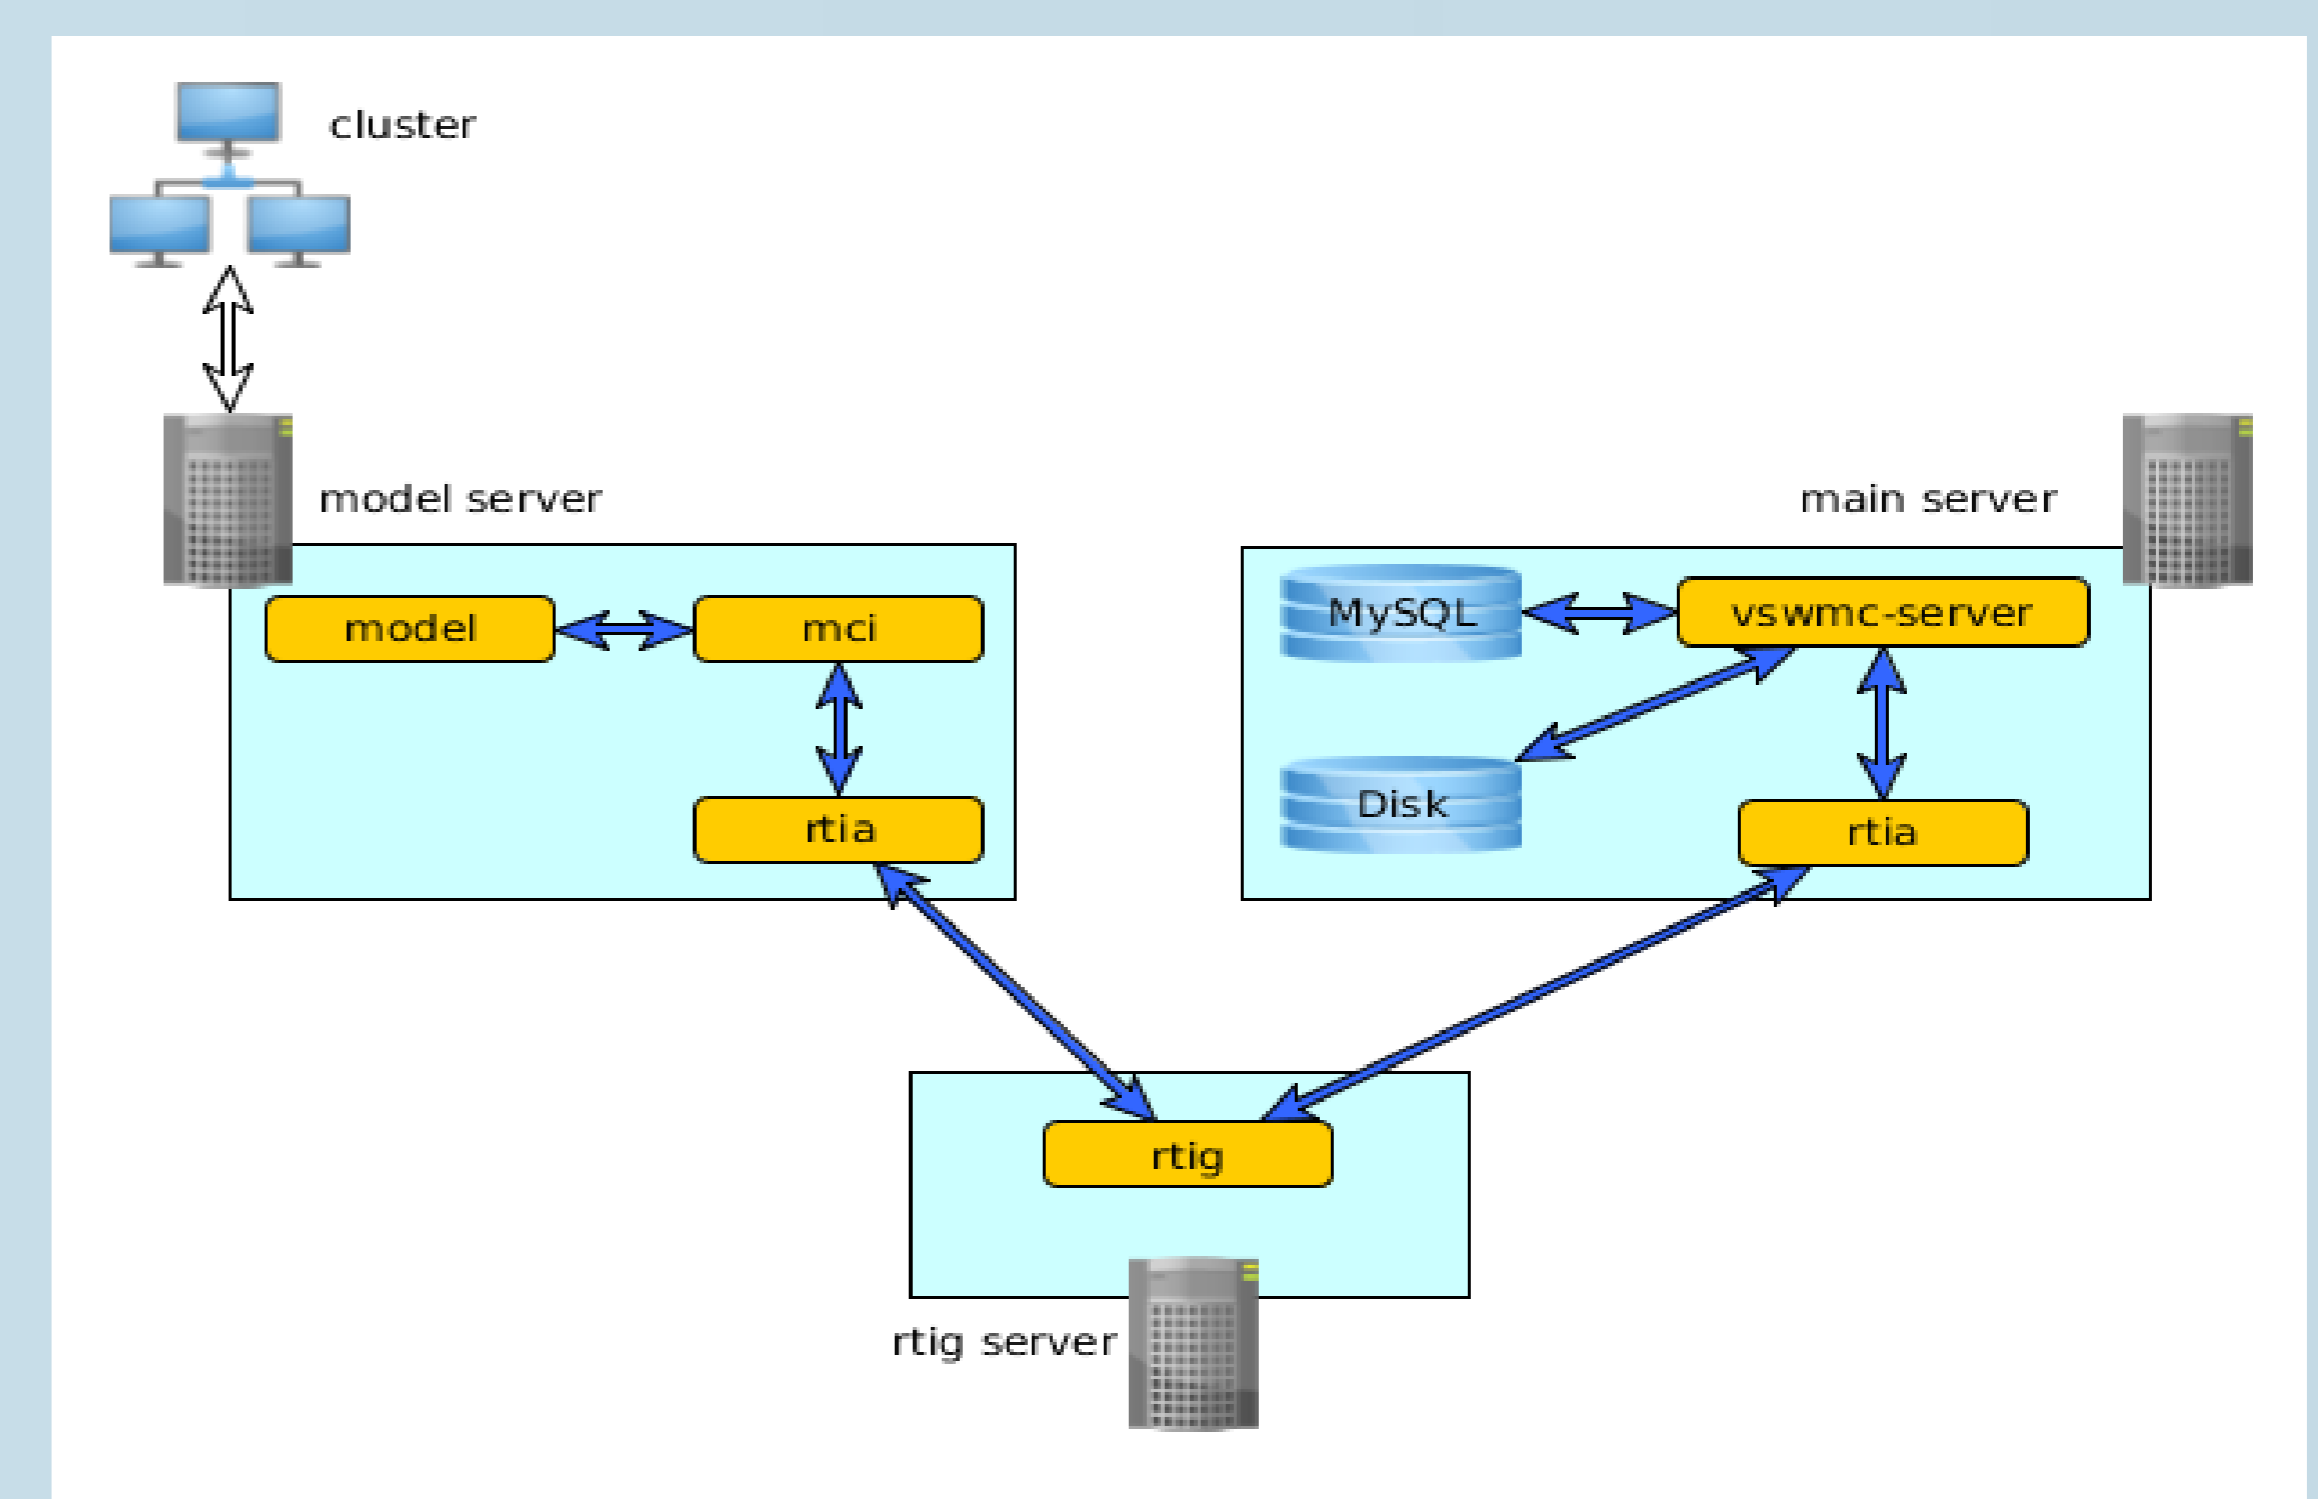 cluster
model server
main server
model
mci
MySQL
vswmc-server
rtia
Disk
rtia
rtig
rtig server